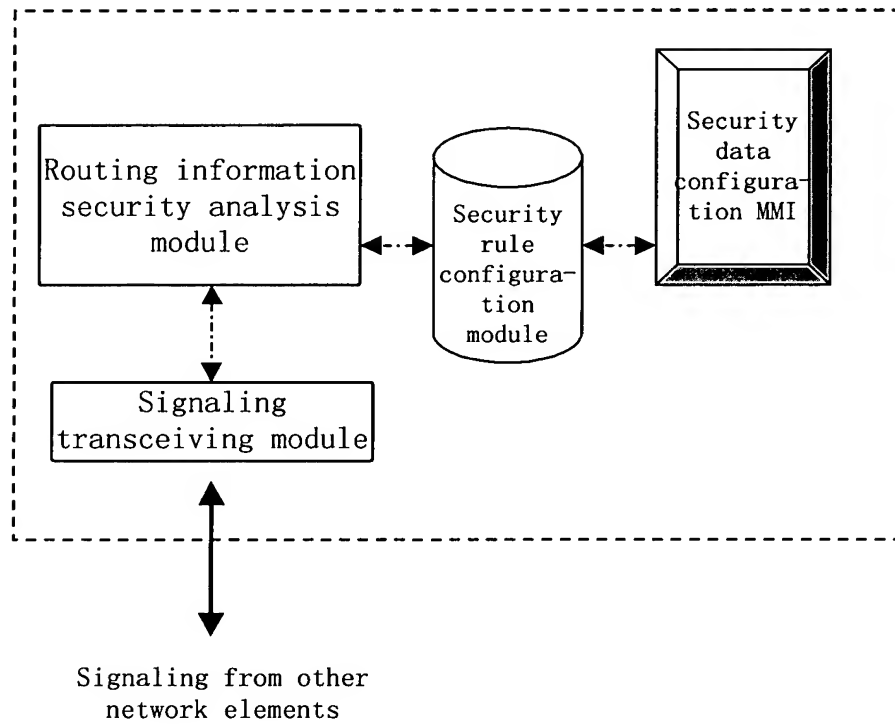 Routing information
security analysis
module
Security
rule
configura-
tion
module
Security
data
configura-
tion MMI
Signaling
transceiving module
Signaling from other
network elements